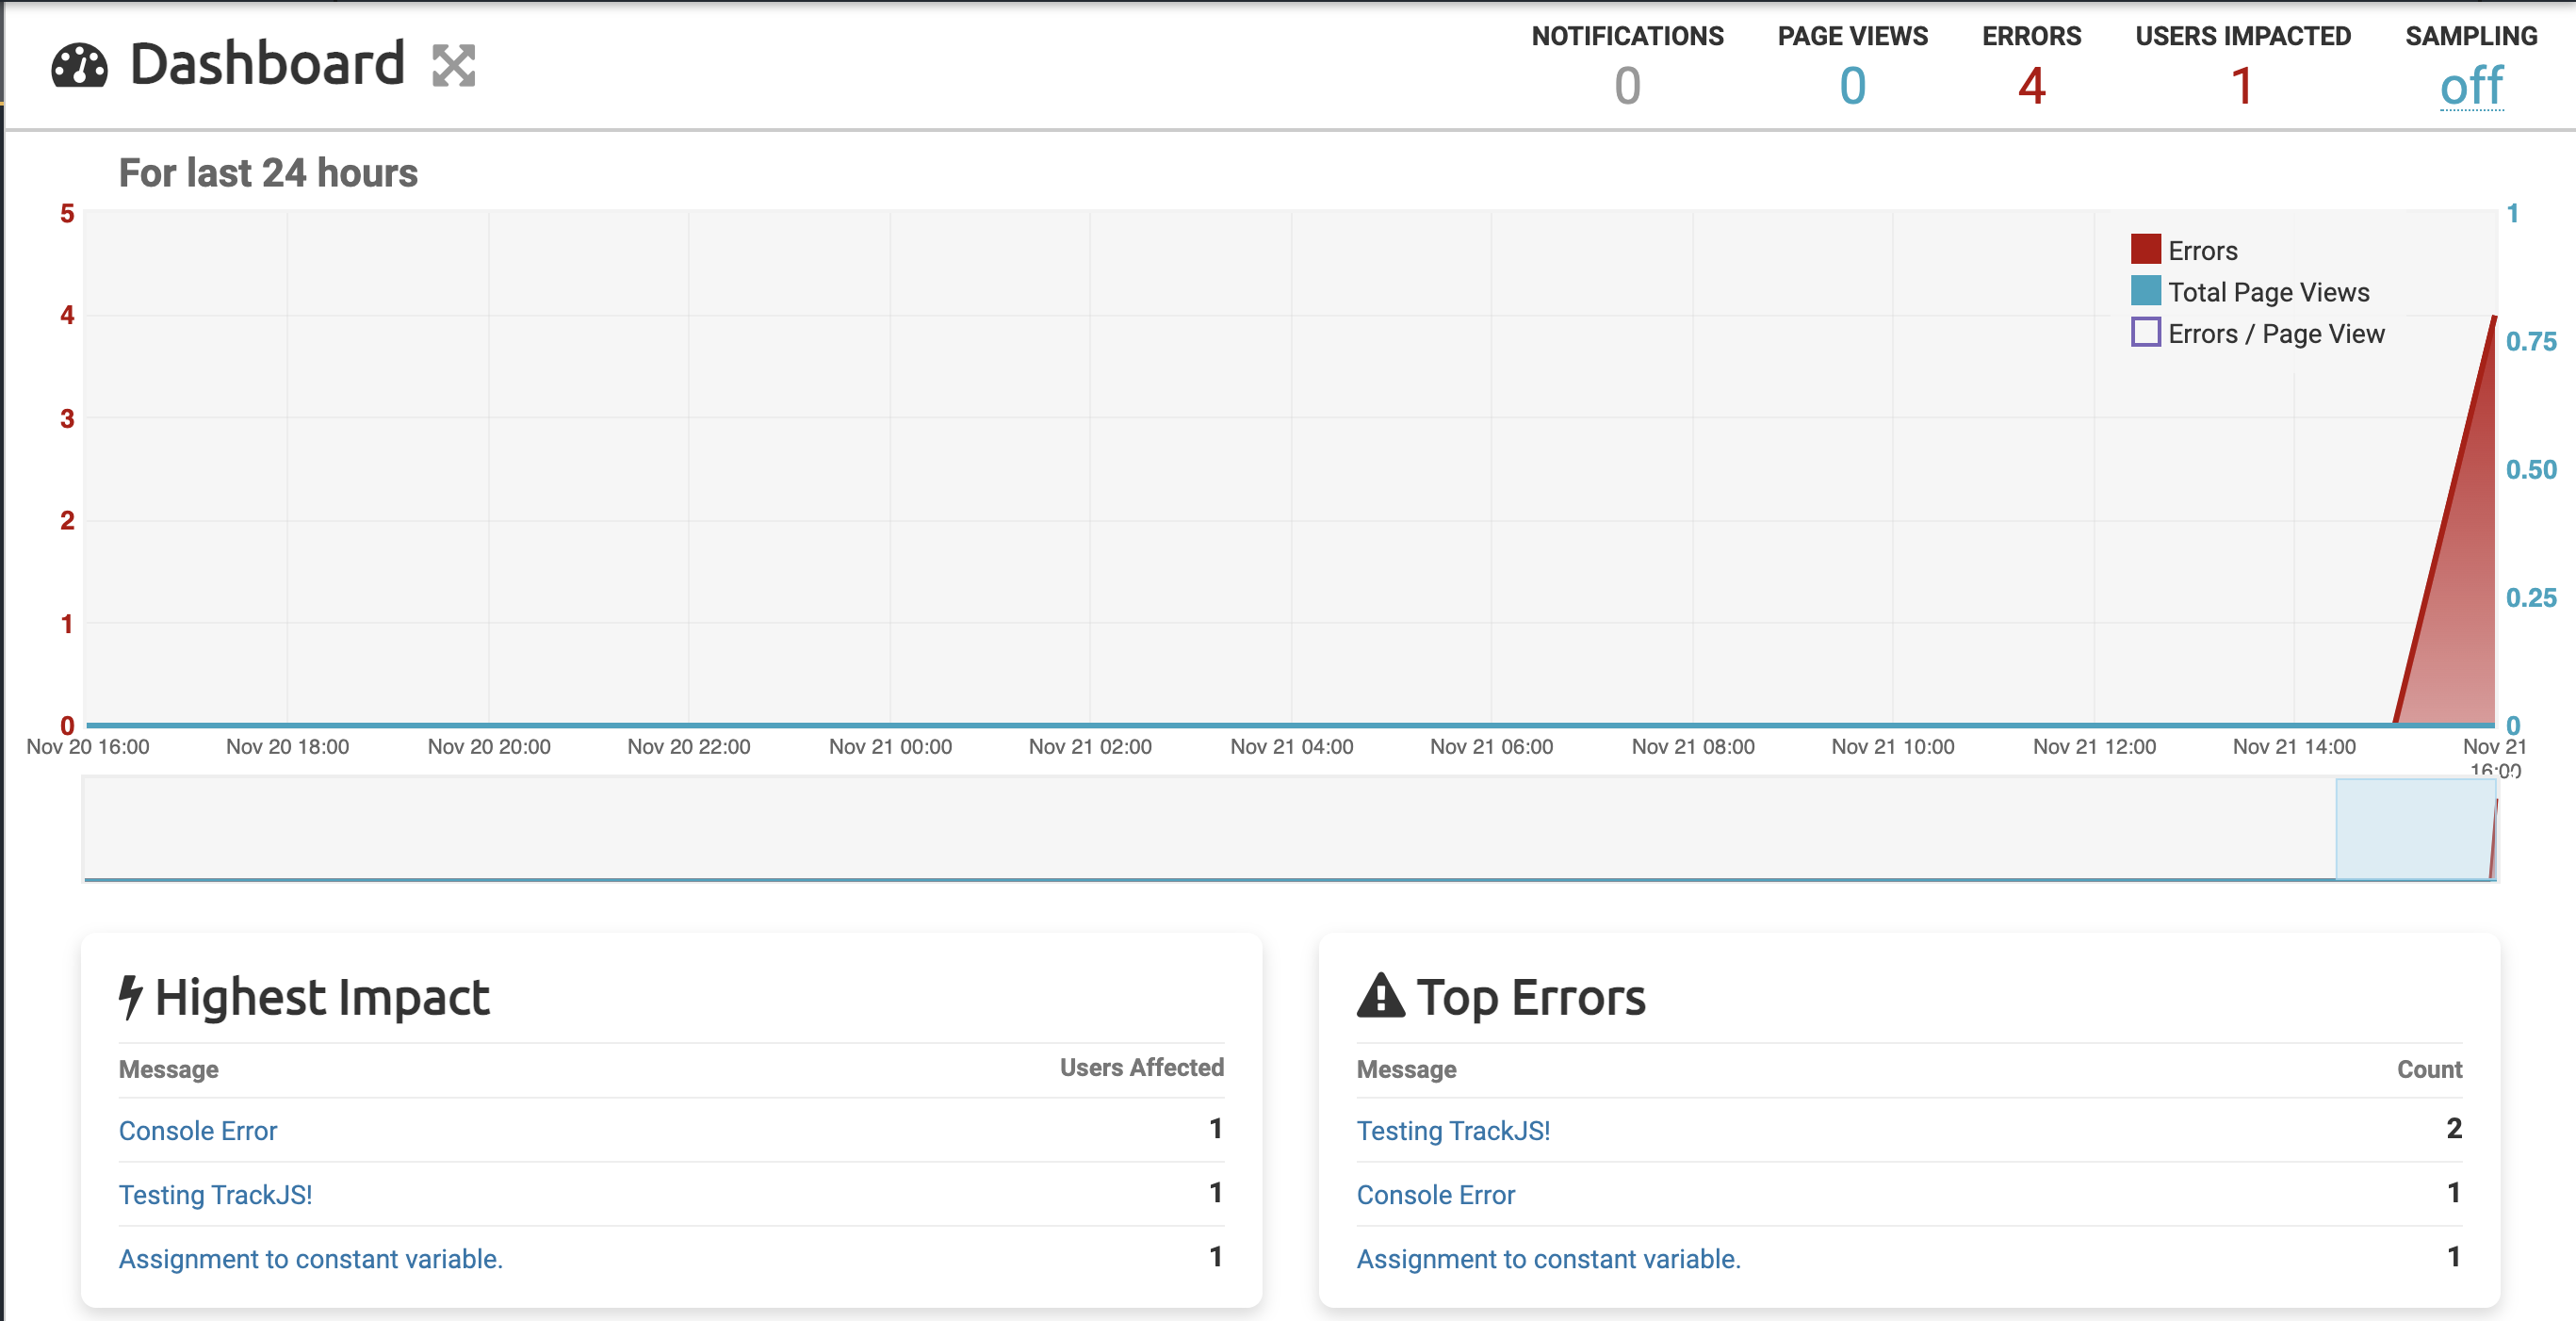 Dashboard
NOTIFICATIONS PAGE VIEWS ERRORS USERS IMPACTED SAMPLING
0 0 4 1 off
For last 24 hours
5
4
3
2
1
0
1
0.75
0.50
0.25
0
Errors
Total Page Views
Errors / Page View
Nov 20 16:00 Nov 20 18:00 Nov 20 20:00 Nov 20 22:00 Nov 21 00:00 Nov 21 02:00 Nov 21 04:00 Nov 21 06:00 Nov 21 08:00 Nov 21 10:00 Nov 21 12:00 Nov 21 14:00 Nov 21
16:00
Highest Impact
Message Users Affected
Console Error 1
Testing TrackJS! 1
Assignment to constant variable. 1
Top Errors
Message Count
Testing TrackJS! 2
Console Error 1
Assignment to constant variable. 1